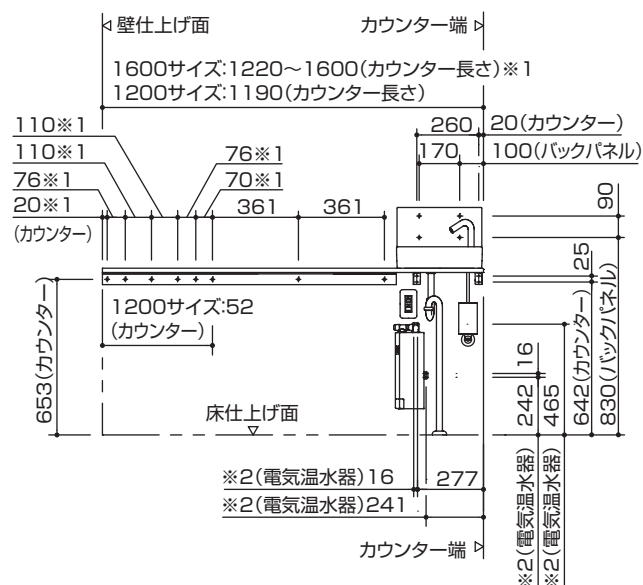 壁仕上げ面
カウンター端
1600サイズ:1220～1600(カウンター長さ)※1
1200サイズ:1190(カウンター長さ)
110※1
260
20(カウンター)
110※1
76※1
170
100(バックパネル)
76※1
70※1
20※1
361
361
90
(カウンター)
25
1200サイズ:52
(カウンター)
653(カウンター)
16
242
465
642(カウンター)
830(バックパネル)
床仕上げ面
※2(電気温水器)16
277
※2(電気温水器)241
※2(電気温水器)
※2(電気温水器)
カウンター端